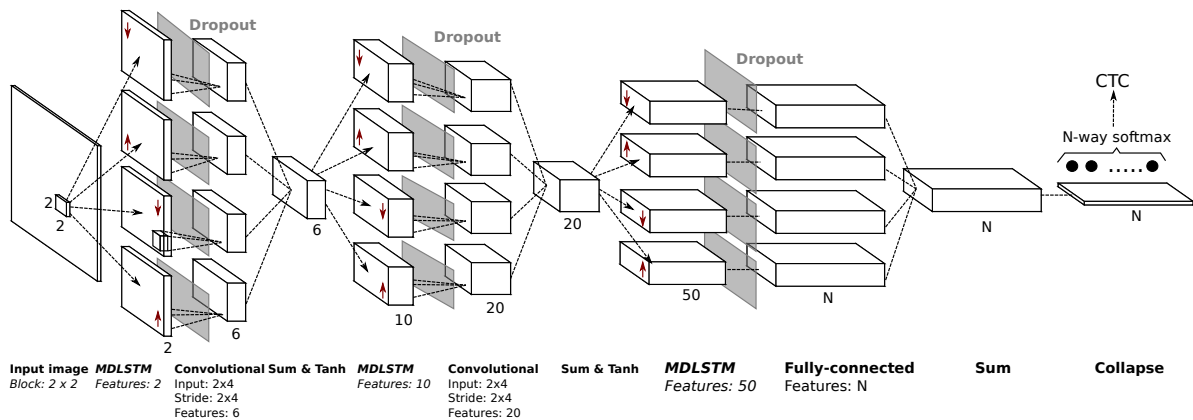 Dropout
Dropout
Dropout
CTC
N-way softmax
.....
2
2
2
6
6
10
20
20
50
N
N
N
Input image
Block: 2 x 2
MDLSTM
Features: 2
Convolutional
Input: 2x4
Stride: 2x4
Features: 6
Sum & Tanh
MDLSTM
Features: 10
Convolutional
Input: 2x4
Stride: 2x4
Features: 20
Sum & Tanh
MDLSTM
Features: 50
Fully-connected
Features: N
Sum
Collapse